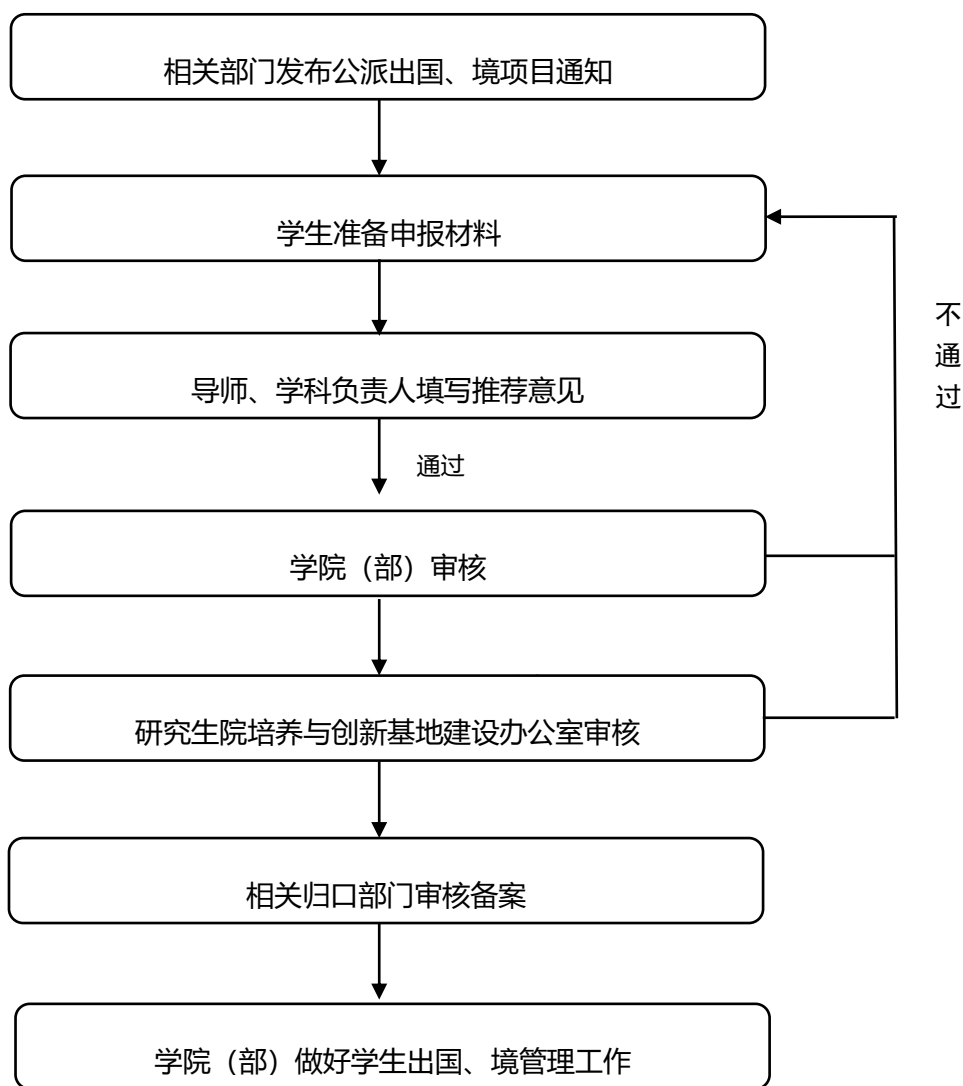 相关部门发布公派出国、境项目通知
学生准备申报材料
不
通
过
导师、学科负责人填写推荐意见
通过
学院（部）审核
研究生院培养与创新基地建设办公室审核
相关归口部门审核备案
学院（部）做好学生出国、境管理工作